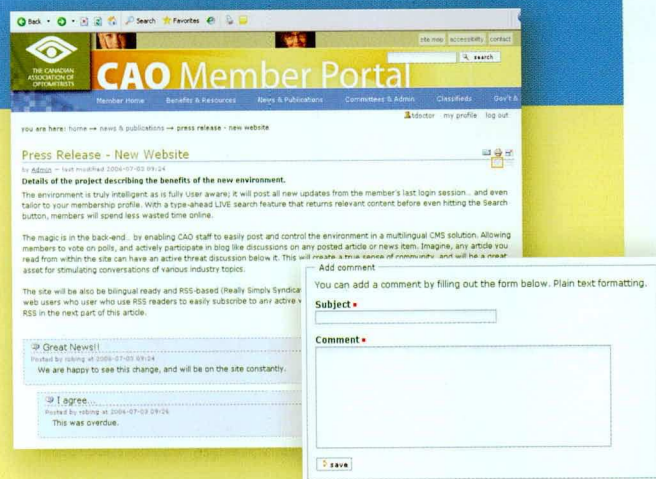 Back
Search
Favorites
site map
accessibility
contact
search
THE CANADIAN
ASSOCIATION OF
OPTOMETRISTS
CAO Member Portal
Member Home
Benefits & Resources
News & Publications
Committees & Admin
Classifieds
Gov't &
tdoctor
my profile
log out
you are here: home → news & publications → press release - new website
Press Release - New Website
by Admin — last modified 2006-07-03 09:24
Details of the project describing the benefits of the new environment.
The environment is truly intelligent as is fully User aware; it will post all new updates from the member's last login session... and even
tailor to your membership profile. With a type-ahead LIVE search feature that returns relevant content before even hitting the Search
button, members will spend less wasted time online.
The magic is in the back-end... by enabling CAO staff to easily post and control the environment in a multilingual CMS solution. Allowing
members to vote on polls, and actively participate in blog like discussions on any posted article or news item. Imagine, any article you
read from within the site can have an active threat discussion below it. This will create a true sense of community, and will be a great
asset for stimulating conversations of various industry topics.
The site will be also be bilingual ready and RSS-based (Really Simply Syndica
web users who user who use RSS readers to easily subscribe to any active
RSS in the next part of this article.
Great News!!
Posted by robing at 2006-07-03 09:24
We are happy to see this change, and will be on the site constantly.
I agree...
Posted by robing at 2006-07-03 09:26
This was overdue.
Add comment
You can add a comment by filling out the form below. Plain text formatting.
Subject
Comment
save